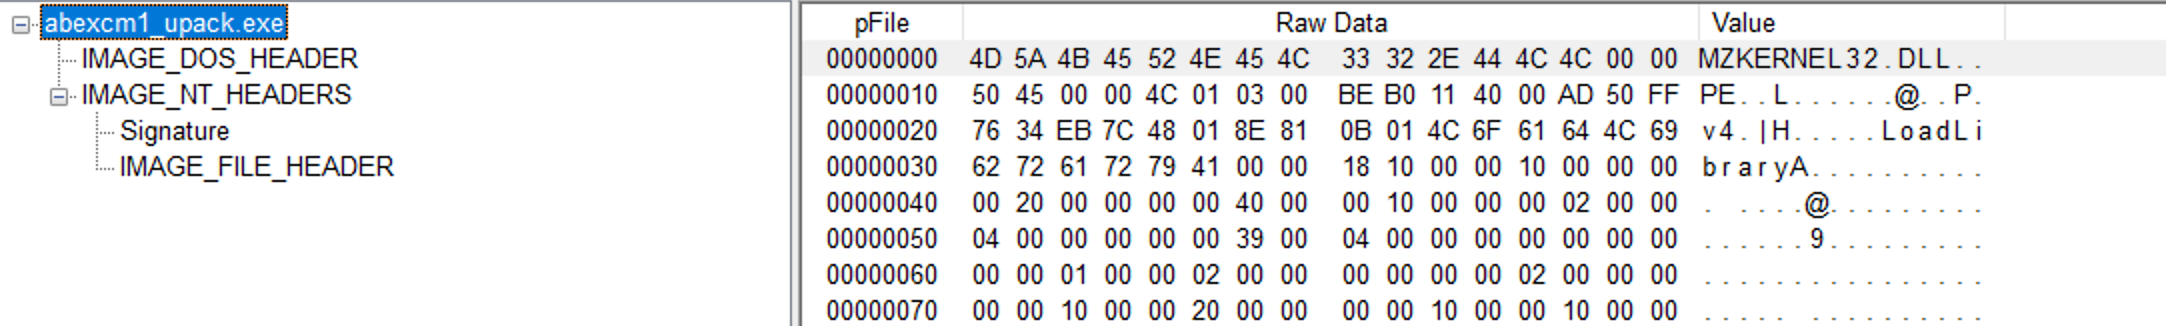 abexcm1_upack.exe
IMAGE_DOS_HEADER
IMAGE_NT_HEADERS
Signature
IMAGE_FILE_HEADER
pFile Raw Data Value
00000000 4D 5A 4B 45 52 4E 45 4C 33 32 2E 44 4C 4C 00 00 MZKERNEL32.DLL..
00000010 50 45 00 00 4C 01 03 00 BE B0 11 40 00 AD 50 FF PE..L......@..P.
00000020 76 34 EB 7C 48 01 8E 81 0B 01 4C 6F 61 64 4C 69 v4.|H.....LoadLi
00000030 62 72 61 72 79 41 00 00 18 10 00 00 10 00 00 00 braryA..........
00000040 00 20 00 00 00 00 40 00 00 10 00 00 00 02 00 00 . ....@.........
00000050 04 00 00 00 00 00 39 00 04 00 00 00 00 00 00 00 ......9.........
00000060 00 00 01 00 00 02 00 00 00 00 00 00 02 00 00 00 ................
00000070 00 00 10 00 00 20 00 00 00 00 10 00 00 10 00 00 ..... ..........